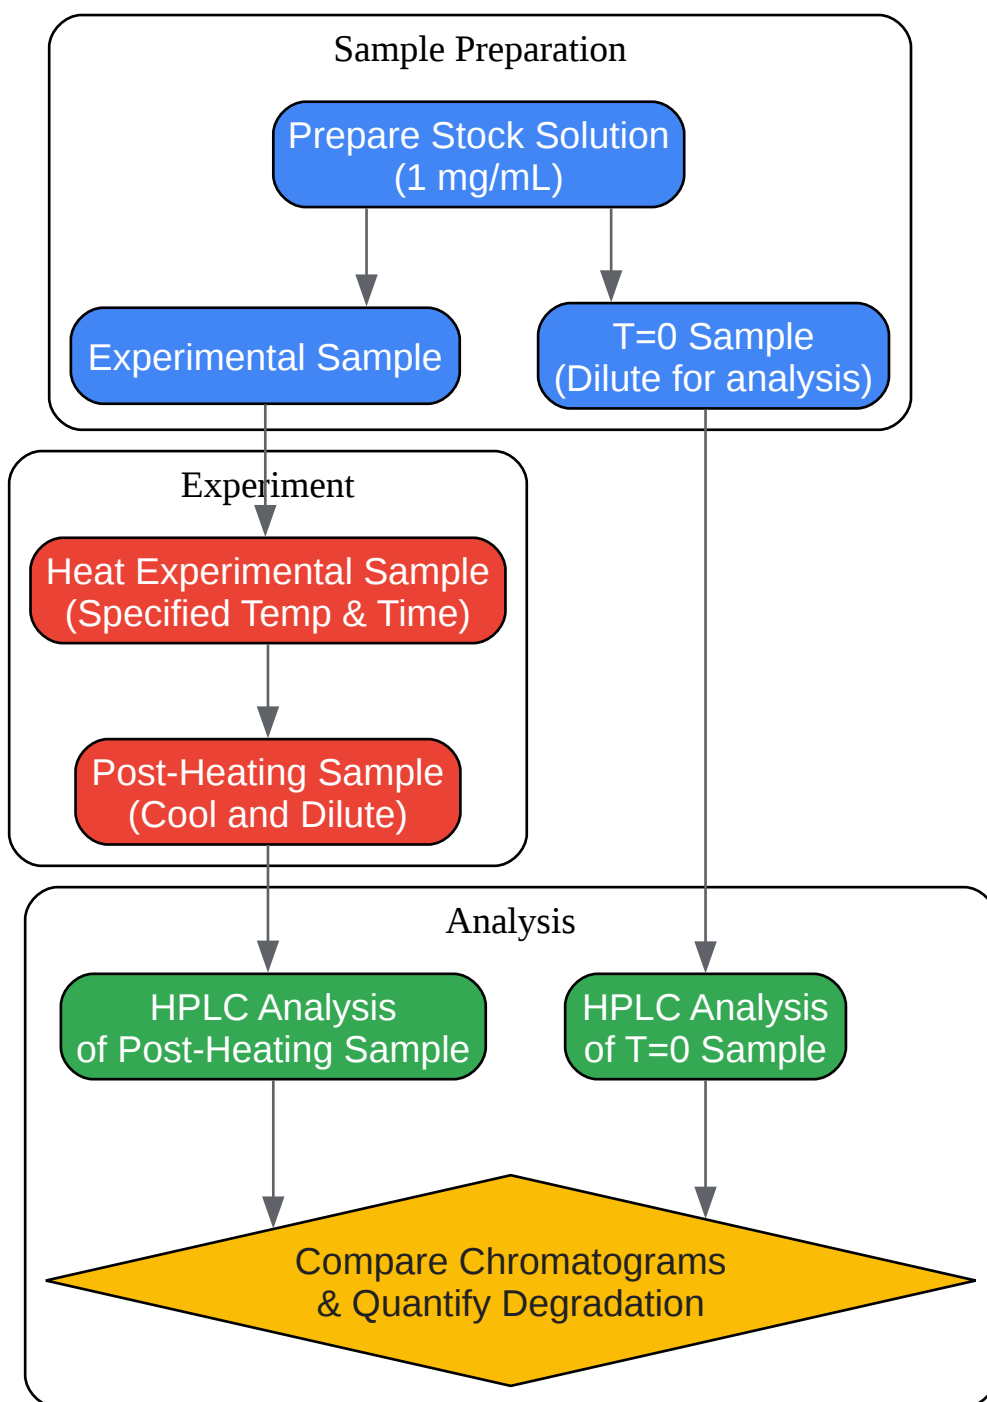 Sample Preparation
Prepare Stock Solution
(1 mg/mL)
Experimental Sample
T=0 Sample
(Dilute for analysis)
Experiment
Heat Experimental Sample
(Specified Temp & Time)
Post-Heating Sample
(Cool and Dilute)
Analysis
HPLC Analysis
of Post-Heating Sample
HPLC Analysis
of T=0 Sample
Compare Chromatograms
& Quantify Degradation